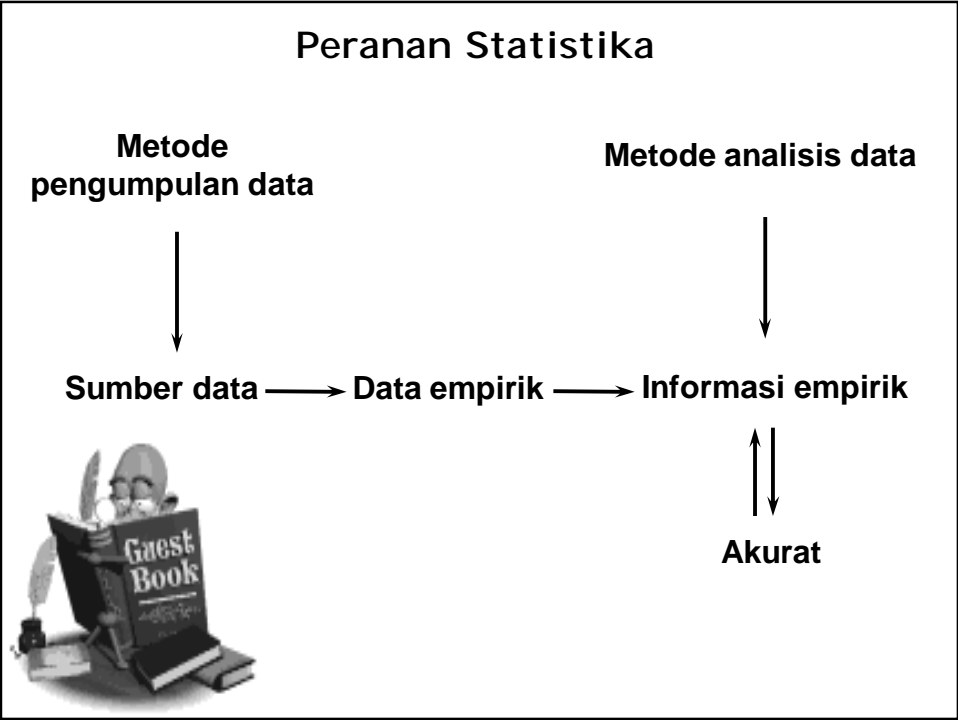 Peranan Statistika
Metode
pengumpulan data
Metode analisis data
Sumber data
Data empirik
Informasi empirik
Akurat
Guest
Book